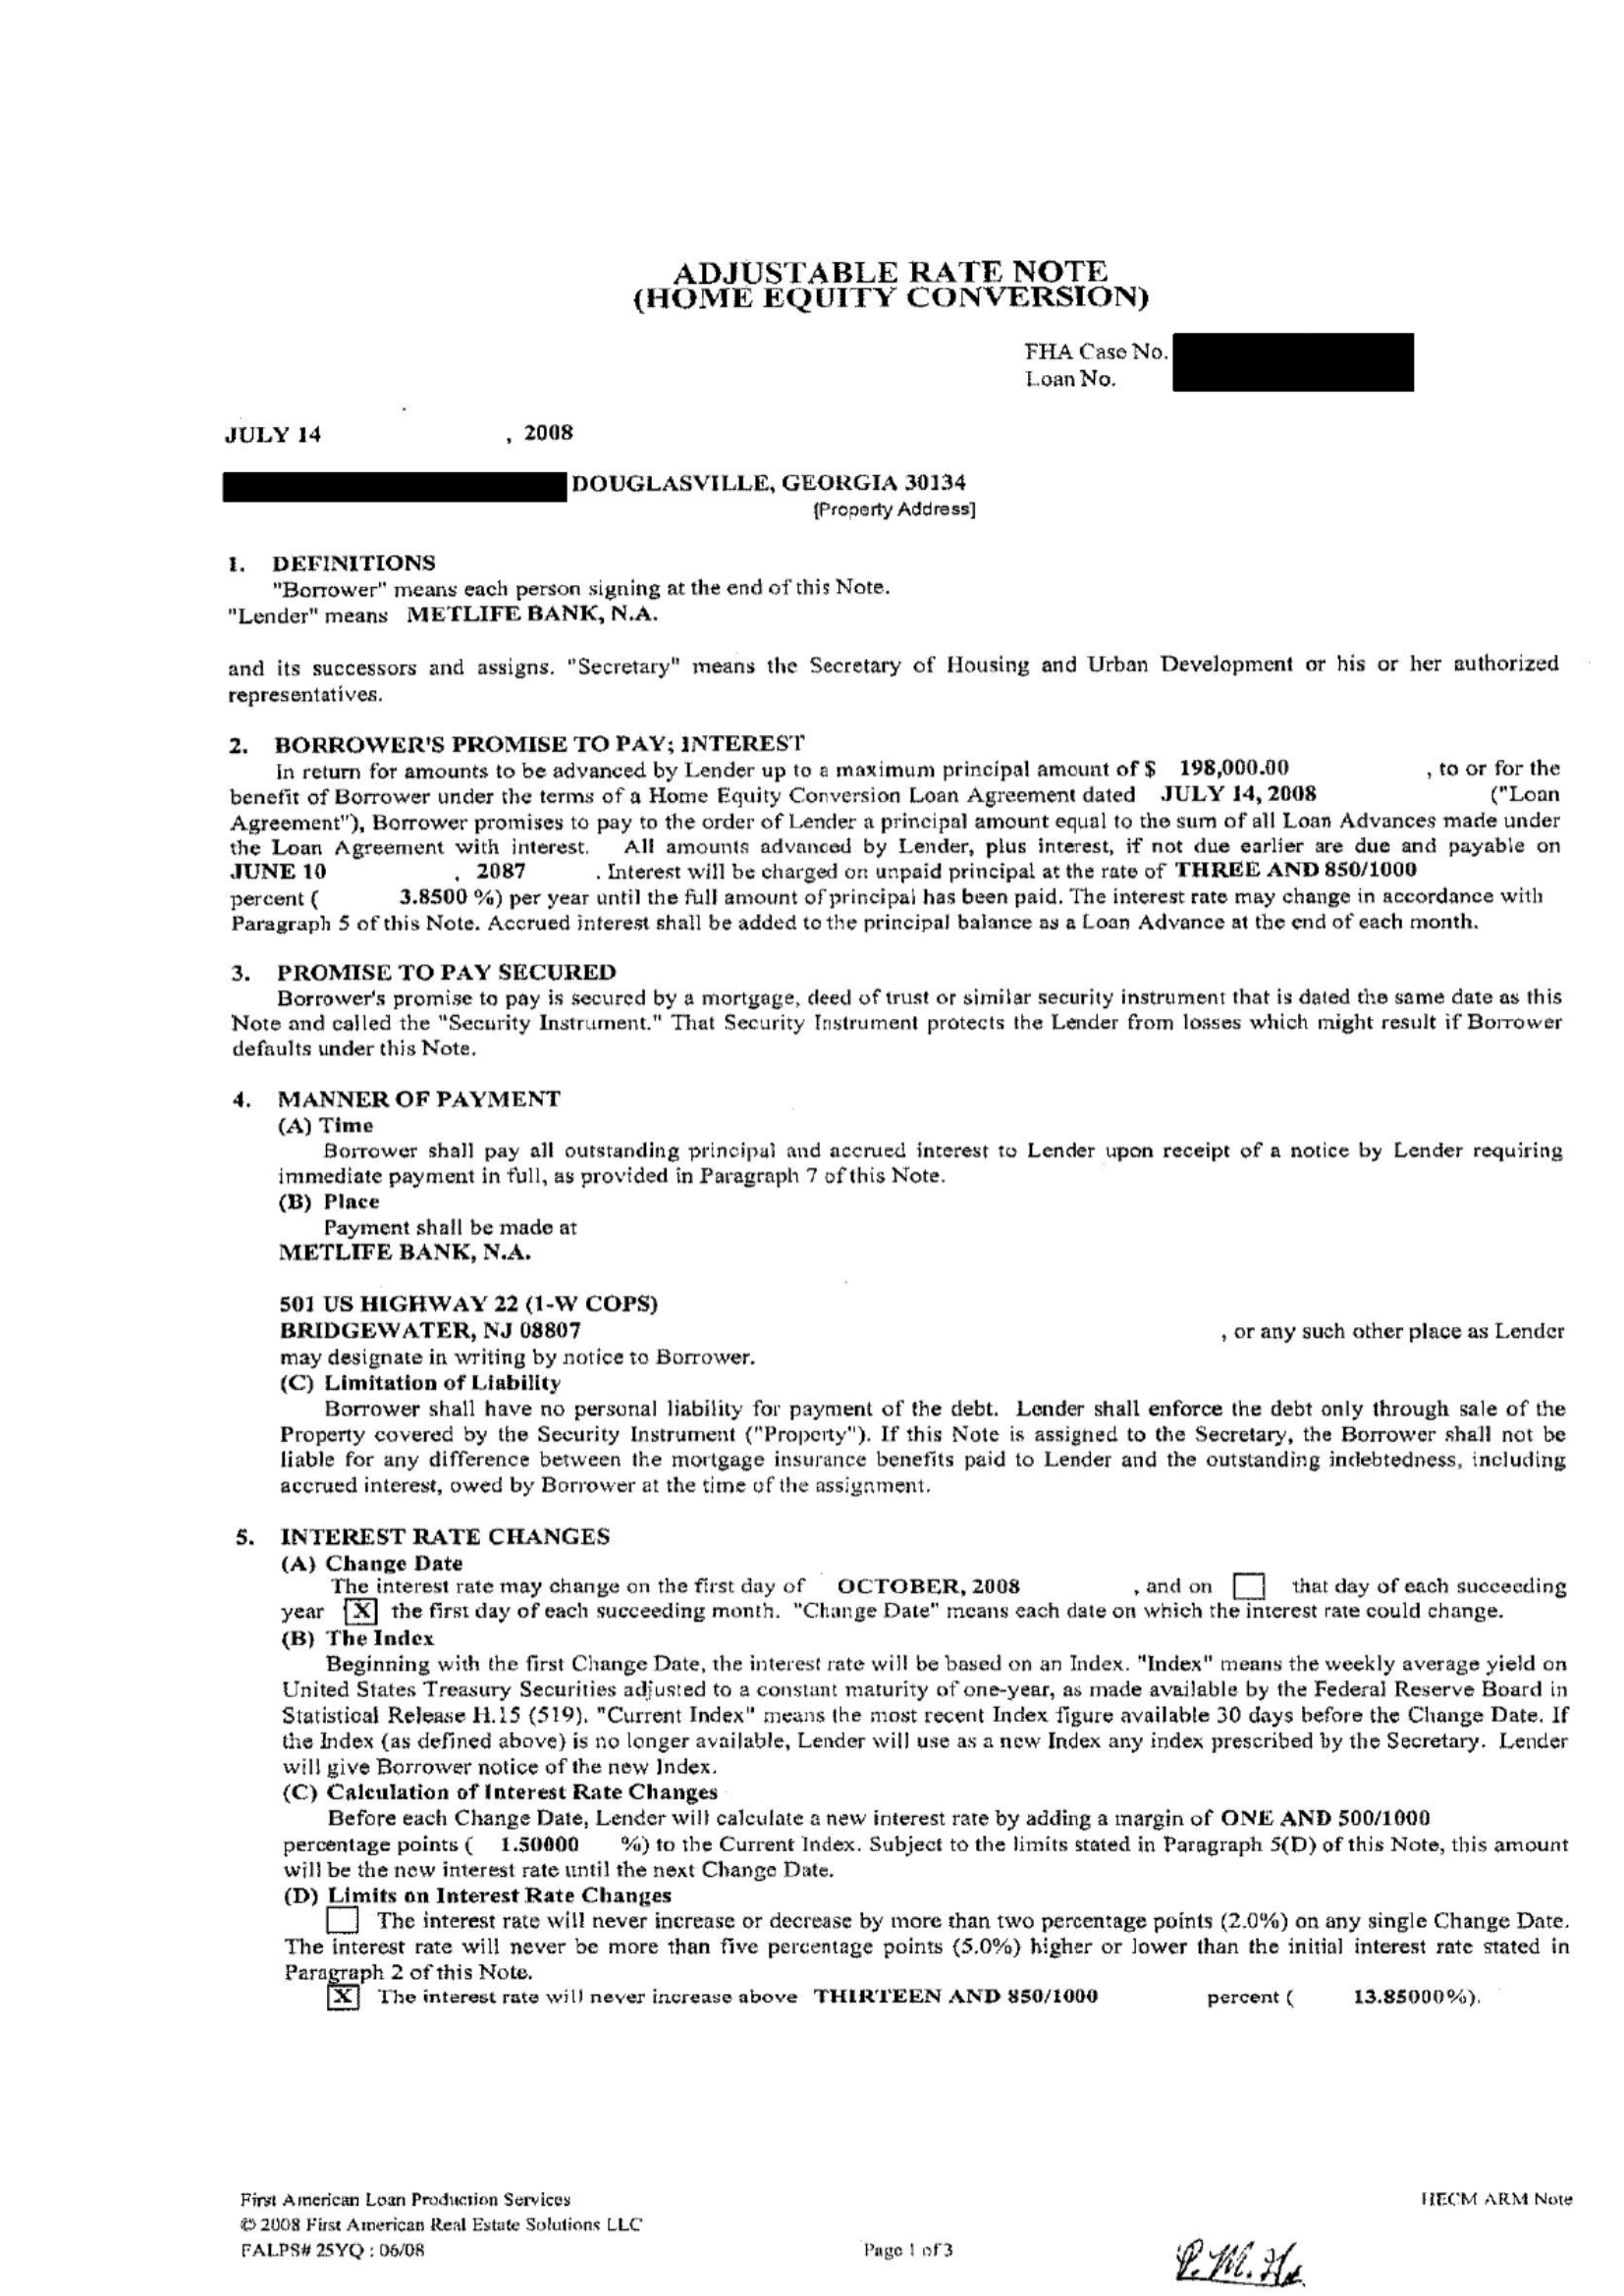 ADJUSTABLE RATE NOTE
(HOME EQUITY CONVERSION)
FHA Case No.
Loan No.
JULY 14 , 2008
DOUGLASVILLE, GEORGIA 30134
[Property Address]
1. DEFINITIONS
"Borrower" means each person signing at the end of this Note.
"Lender" means METLIFE BANK, N.A.
and its successors and assigns. "Secretary" means the Secretary of Housing and Urban Development or his or her authorized
representatives.
2. BORROWER'S PROMISE TO PAY; INTEREST
In return for amounts to be advanced by Lender up to a maximum principal amount of $ 198,000.00 , to or for the
benefit of Borrower under the terms of a Home Equity Conversion Loan Agreement dated JULY 14, 2008 ("Loan
Agreement"), Borrower promises to pay to the order of Lender a principal amount equal to the sum of all Loan Advances made under
the Loan Agreement with interest. All amounts advanced by Lender, plus interest, if not due earlier are due and payable on
JUNE 10 , 2087 . Interest will be charged on unpaid principal at the rate of THREE AND 850/1000
percent ( 3.8500 %) per year until the full amount of principal has been paid. The interest rate may change in accordance with
Paragraph 5 of this Note. Accrued interest shall be added to the principal balance as a Loan Advance at the end of each month.
3. PROMISE TO PAY SECURED
Borrower's promise to pay is secured by a mortgage, deed of trust or similar security instrument that is dated the same date as this
Note and called the "Security Instrument." That Security Instrument protects the Lender from losses which might result if Borrower
defaults under this Note.
4. MANNER OF PAYMENT
(A) Time
Borrower shall pay all outstanding principal and accrued interest to Lender upon receipt of a notice by Lender requiring
immediate payment in full, as provided in Paragraph 7 of this Note.
(B) Place
Payment shall be made at
METLIFE BANK, N.A.
501 US HIGHWAY 22 (1-W COPS)
BRIDGEWATER, NJ 08807 , or any such other place as Lender
may designate in writing by notice to Borrower.
(C) Limitation of Liability
Borrower shall have no personal liability for payment of the debt. Lender shall enforce the debt only through sale of the
Property covered by the Security Instrument ("Property"). If this Note is assigned to the Secretary, the Borrower shall not be
liable for any difference between the mortgage insurance benefits paid to Lender and the outstanding indebtedness, including
accrued interest, owed by Borrower at the time of the assignment.
5. INTEREST RATE CHANGES
(A) Change Date
The interest rate may change on the first day of OCTOBER, 2008 , and on that day of each succeeding
year X the first day of each succeeding month. "Change Date" means each date on which the interest rate could change.
(B) The Index
Beginning with the first Change Date, the interest rate will be based on an Index. "Index" means the weekly average yield on
United States Treasury Securities adjusted to a constant maturity of one-year, as made available by the Federal Reserve Board in
Statistical Release H.15 (519). "Current Index" means the most recent Index figure available 30 days before the Change Date. If
the Index (as defined above) is no longer available, Lender will use as a new Index any index prescribed by the Secretary. Lender
will give Borrower notice of the new Index.
(C) Calculation of Interest Rate Changes
Before each Change Date, Lender will calculate a new interest rate by adding a margin of ONE AND 500/1000
percentage points ( 1.50000 %) to the Current Index. Subject to the limits stated in Paragraph 5(D) of this Note, this amount
will be the new interest rate until the next Change Date.
(D) Limits on Interest Rate Changes
The interest rate will never increase or decrease by more than two percentage points (2.0%) on any single Change Date.
The interest rate will never be more than five percentage points (5.0%) higher or lower than the initial interest rate stated in
Paragraph 2 of this Note.
X The interest rate will never increase above THIRTEEN AND 850/1000 percent ( 13.85000%).
First American Loan Production Services HECM ARM Note
© 2008 First American Real Estate Solutions LLC
FALPS# 25YQ : 06/08 Page 1 of 3